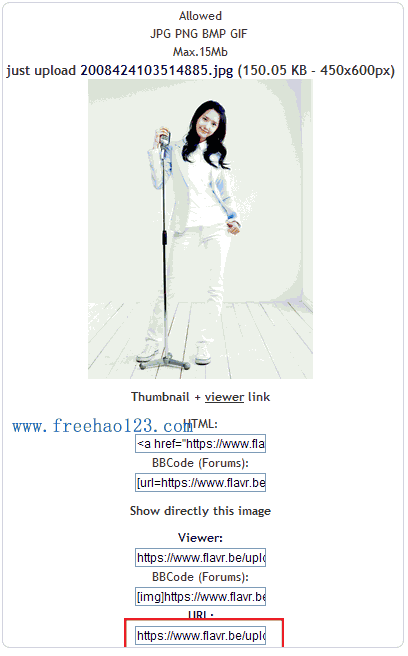 Allowed
JPG PNG BMP GIF
Max.15Mb
just upload 2008424103514885.jpg (150.05 KB - 450x600px)
Thumbnail + viewer link
www.freehao123.com
HTML:
<a href="https://www.fla
BBCode (Forums):
[url=https://www.flavr.be
Show directly this image
Viewer:
https://www.flavr.be/uplo
BBCode (Forums):
[img]https://www.flavr.be
URL:
https://www.flavr.be/uplo